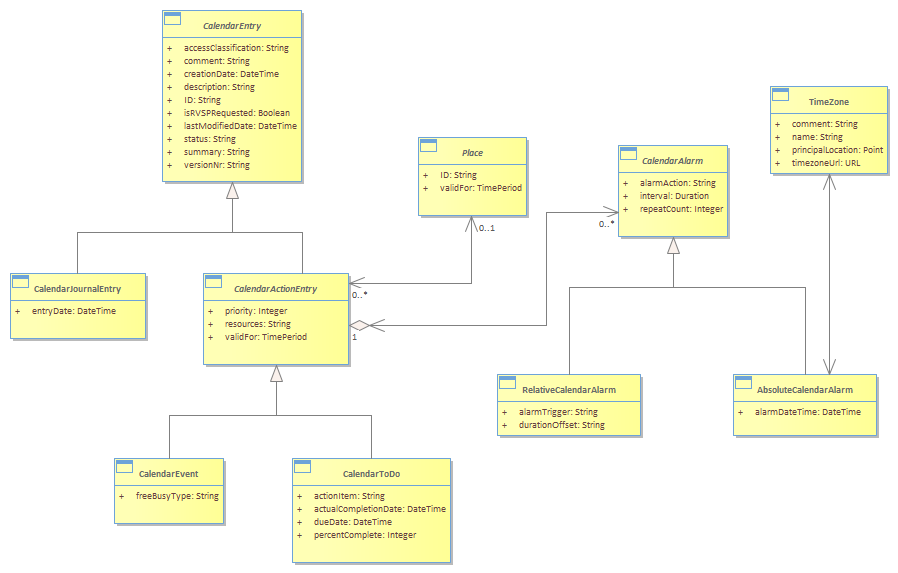 CalendarEntry
+ accessClassification: String
+ comment: String
+ creationDate: DateTime
+ description: String
+ ID: String
+ isRVSPRequested: Boolean
+ lastModifiedDate: DateTime
+ status: String
+ summary: String
+ versionNr: String
TimeZone
+ comment: String
+ name: String
+ principalLocation: Point
+ timezoneUrl: URL
Place
+ ID: String
+ validFor: TimePeriod
0..1
CalendarAlarm
+ alarmAction: String
+ interval: Duration
+ repeatCount: Integer
0..*
CalendarJournalEntry
+ entryDate: DateTime
CalendarActionEntry
+ priority: Integer
+ resources: String
+ validFor: TimePeriod
0..*
1
RelativeCalendarAlarm
+ alarmTrigger: String
+ durationOffset: String
AbsoluteCalendarAlarm
+ alarmDateTime: DateTime
CalendarEvent
+ freeBusyType: String
CalendarToDo
+ actionItem: String
+ actualCompletionDate: DateTime
+ dueDate: DateTime
+ percentComplete: Integer